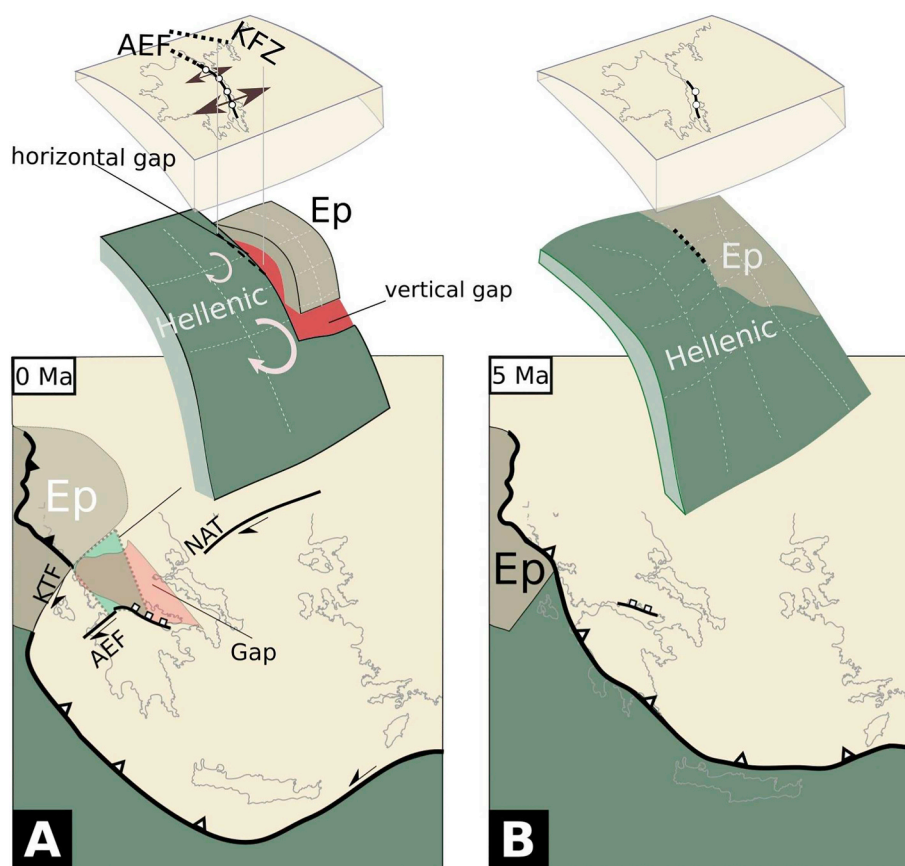 AEF
KFZ
horizontal gap
Ep
vertical gap
Hellenic
0 Ma
Ep
NAT
KTF
AEF
Gap
A
Ep
Hellenic
5 Ma
Ep
B